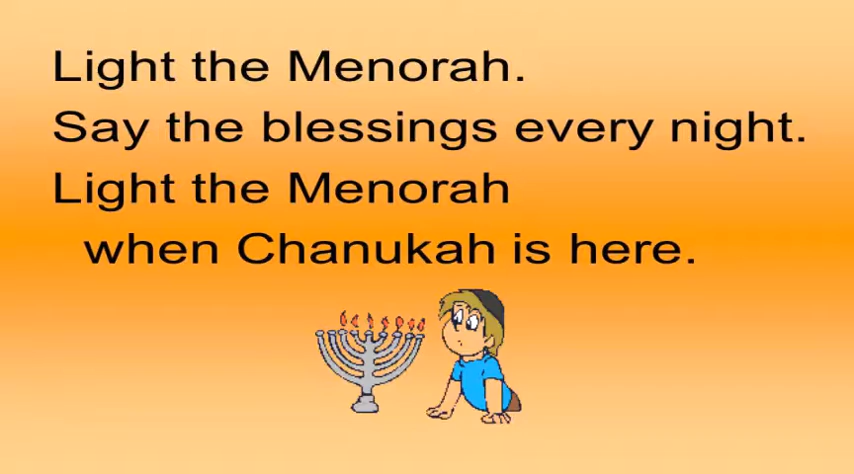 Light the Menorah.
Say the blessings every night.
Light the Menorah
when Chanukah is here.